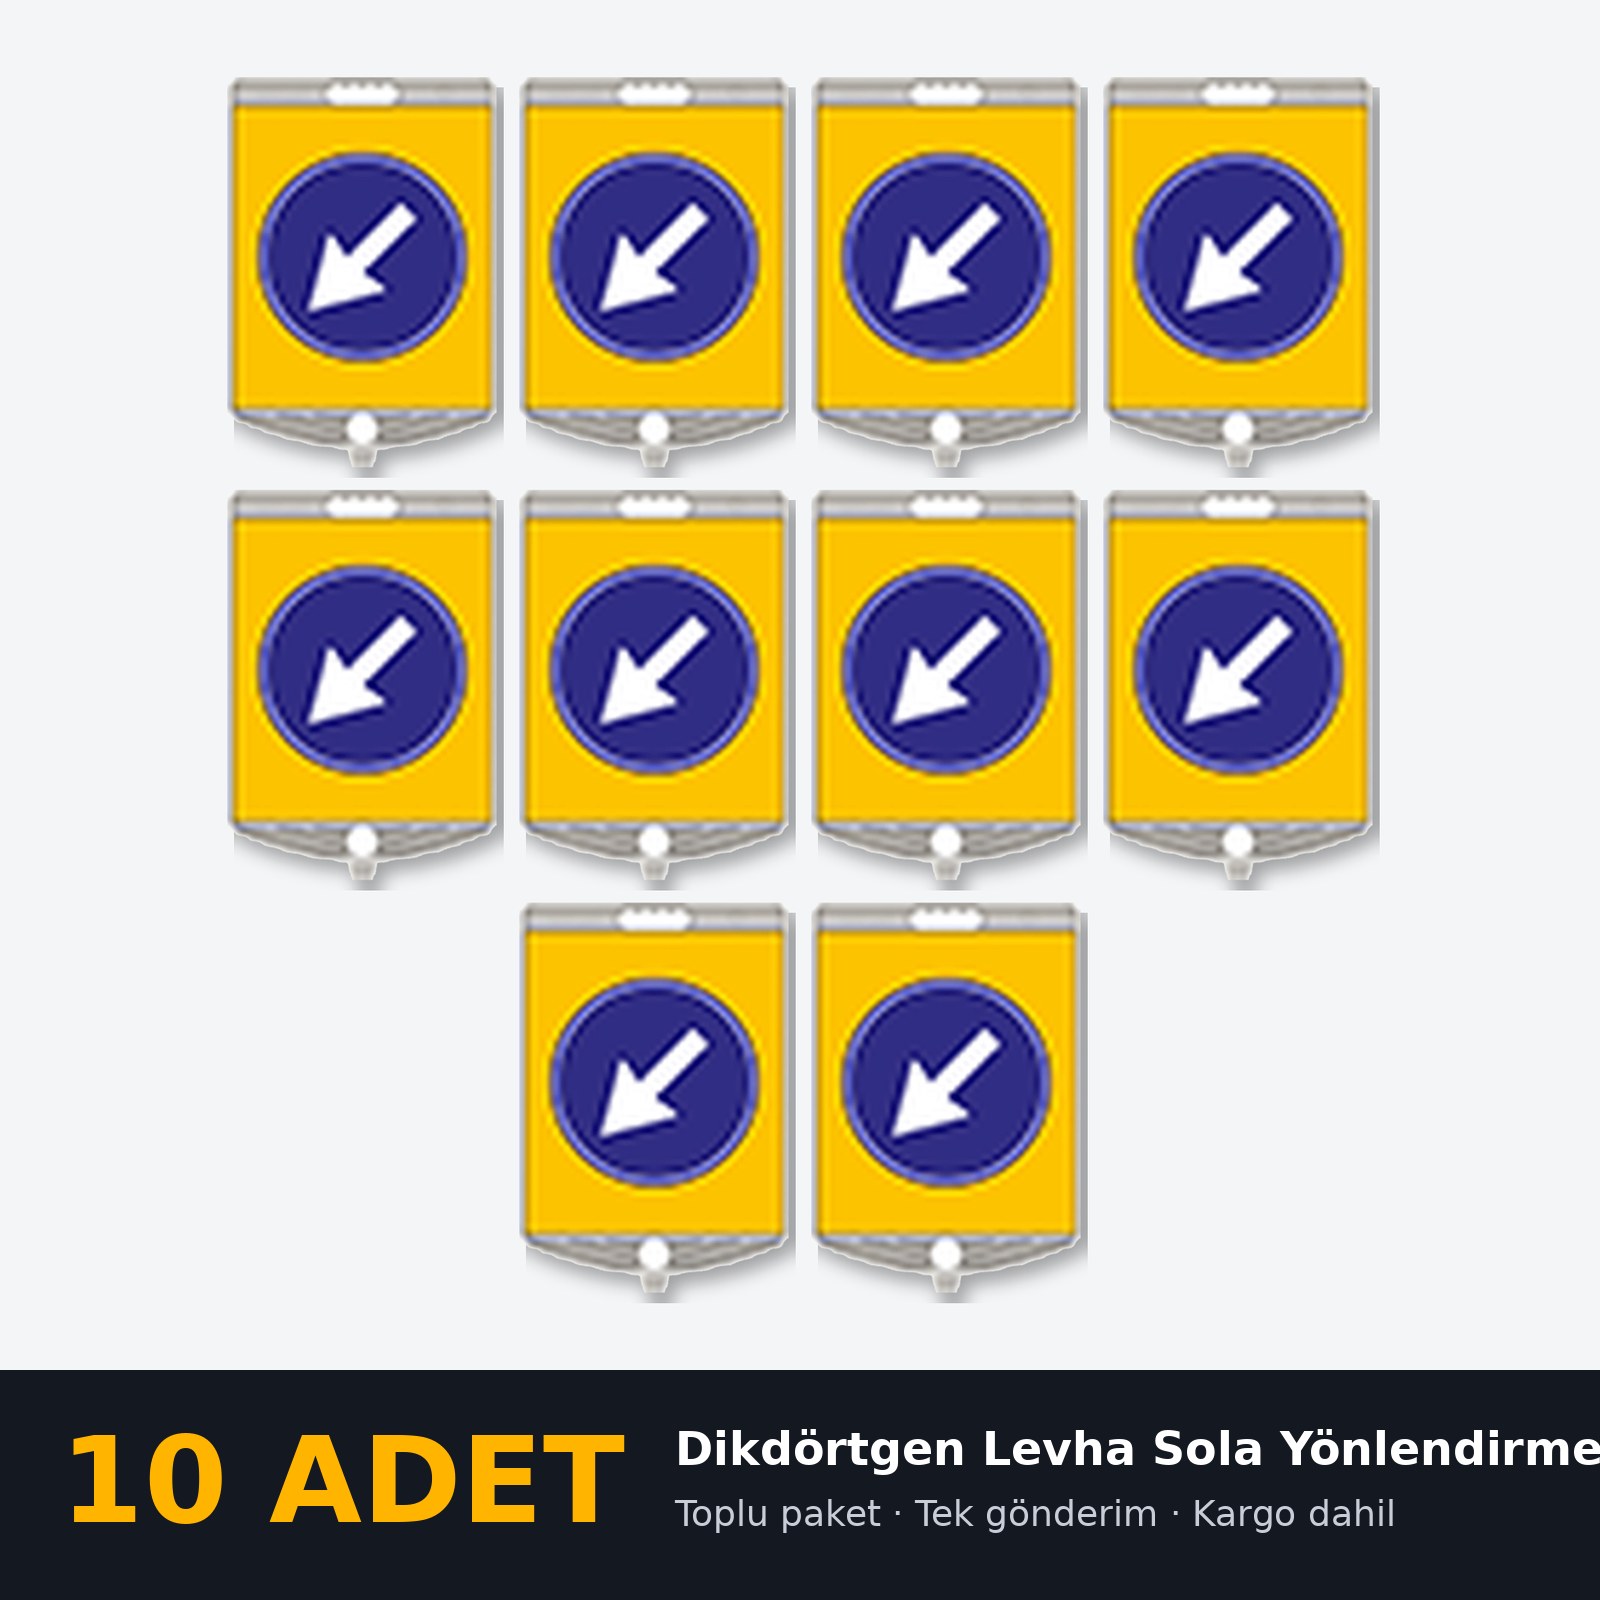 10 ADET
Dikdörtgen Levha Sola Yönlendirme
Toplu paket · Tek gönderim · Kargo dahil